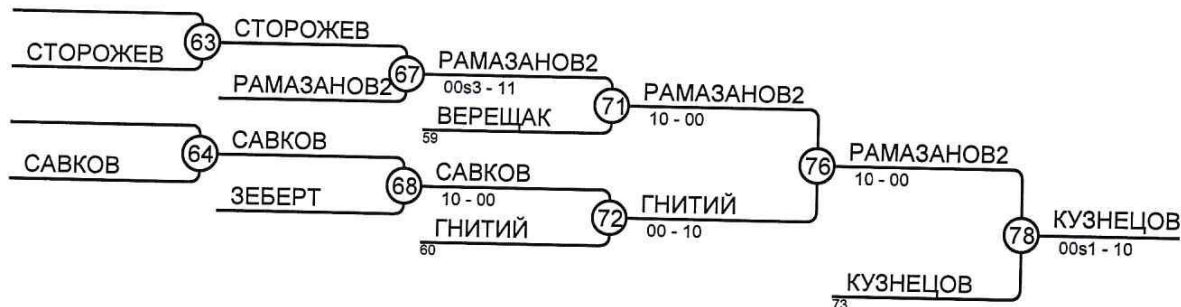 СТОРОЖЕВ
63
СТОРОЖЕВ
РАМАЗАНОВ2
67
РАМАЗАНОВ2
00s3 - 11
ВЕРЕЩАК
59
71
РАМАЗАНОВ2
10 - 00
САВКОВ
64
САВКОВ
ЗЕБЕРТ
68
САВКОВ
10 - 00
ГНИТИЙ
60
72
ГНИТИЙ
00 - 10
76
РАМАЗАНОВ2
10 - 00
КУЗНЕЦОВ
73
78
КУЗНЕЦОВ
00s1 - 10